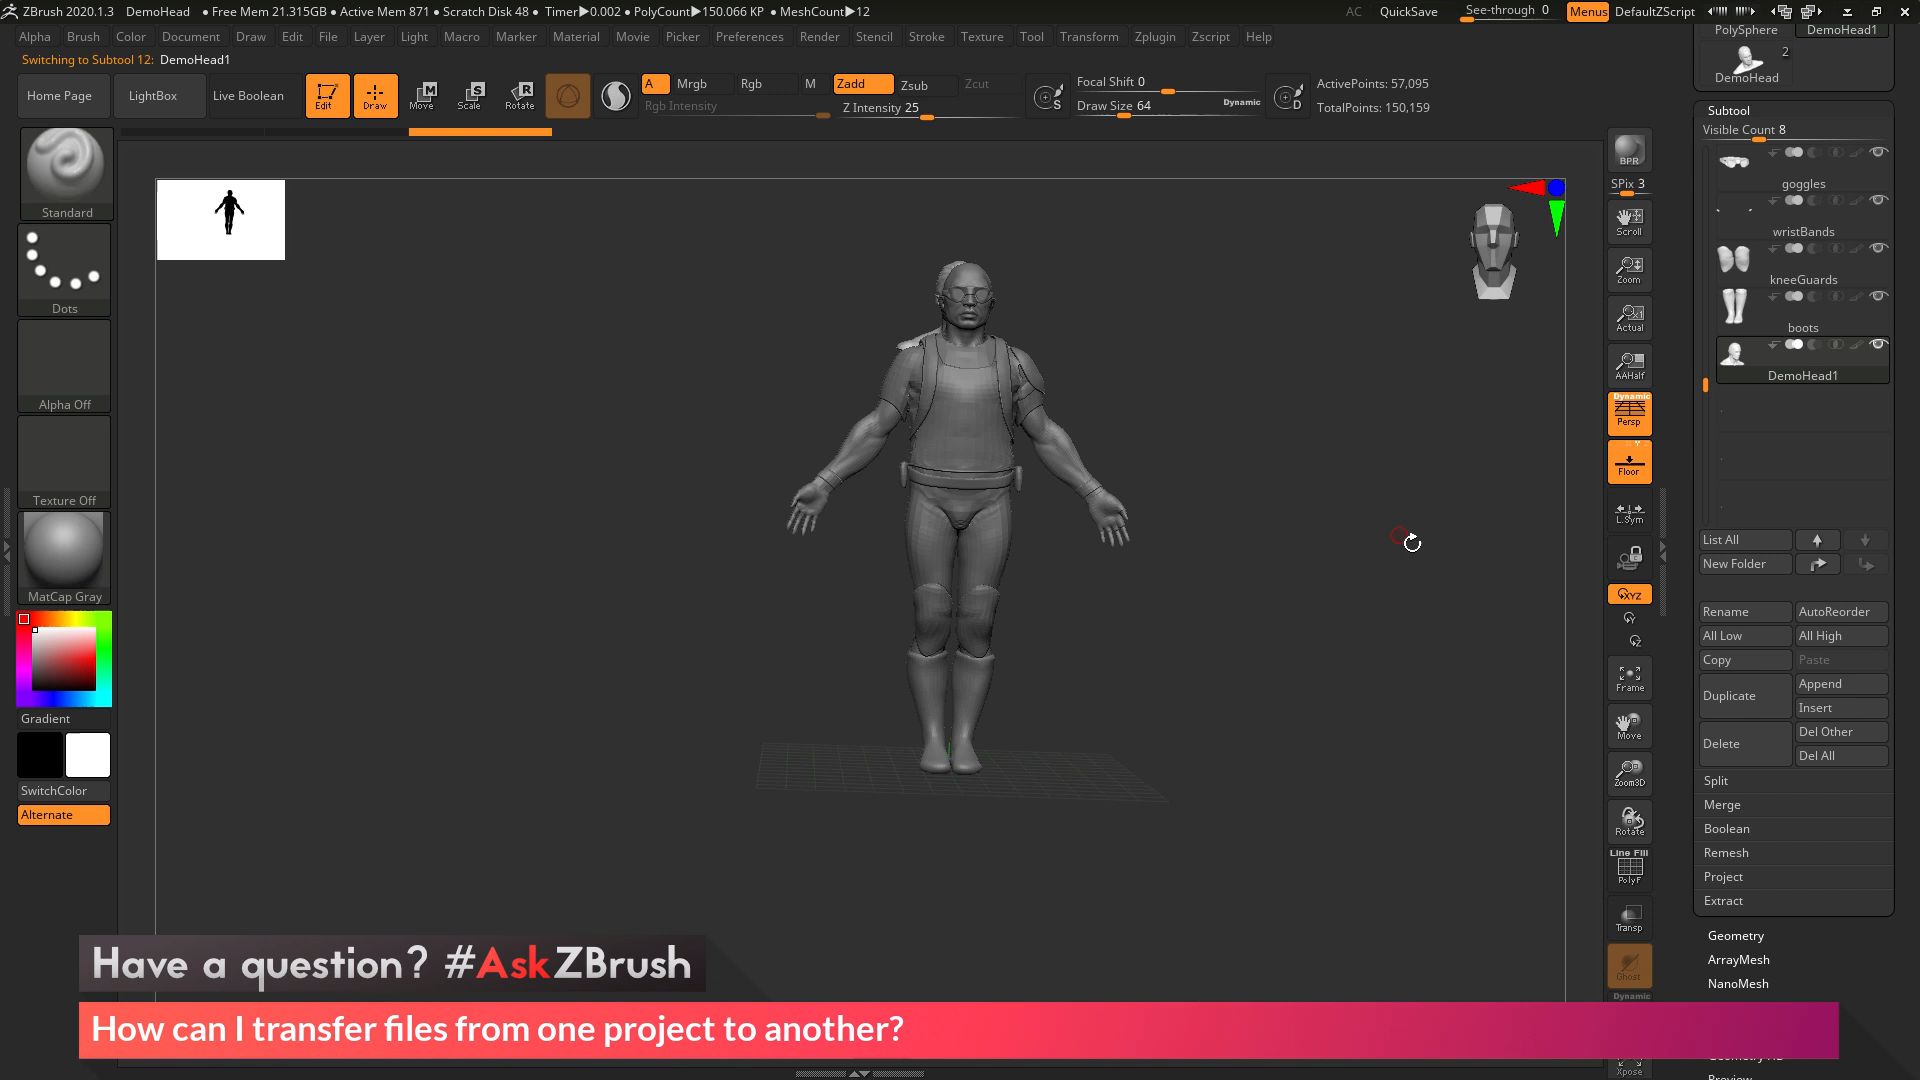 ZBrush 2020.1.3 DemoHead • Free Mem 21.315GB • Active Mem 871 • Scratch Disk 48 • Timer▶0.002 • PolyCount▶150.066 KP • MeshCount▶12 AC QuickSave See-through 0 Menus DefaultZScript
Alpha Brush Color Document Draw Edit File Layer Light Macro Marker Material Movie Picker Preferences Render Stencil Stroke Texture Tool Transform Zplugin Zscript Help
Switching to Subtool 12: DemoHead1
Home Page LightBox Live Boolean Edit Draw Move Scale Rotate
A Mrgb Rgb M Zadd Zsub Zcut
Rgb Intensity Z Intensity 25
Focal Shift 0
Draw Size 64 Dynamic
S D
ActivePoints: 57,095
TotalPoints: 150,159
Standard
Dots
Alpha Off
Texture Off
MatCap Gray
Gradient
SwitchColor
Alternate
BPR
SPix 3
Scroll
Zoom
Actual
AAHalf
Dynamic
Persp
Floor
L.Sym
XYZ
Y
Z
Frame
Move
Zoom3D
Rotate
Line Fill
PolyF
Transp
Ghost
Dynamic
Xpose
PolySphere DemoHead1
2
DemoHead
Subtool
Visible Count 8
goggles
wristBands
kneeGuards
boots
DemoHead1
List All
New Folder
Rename AutoReorder
All Low All High
Copy Paste
Duplicate Append
Insert
Delete Del Other
Del All
Split
Merge
Boolean
Remesh
Project
Extract
Geometry
ArrayMesh
NanoMesh
Have a question? #AskZBrush
How can I transfer files from one project to another?